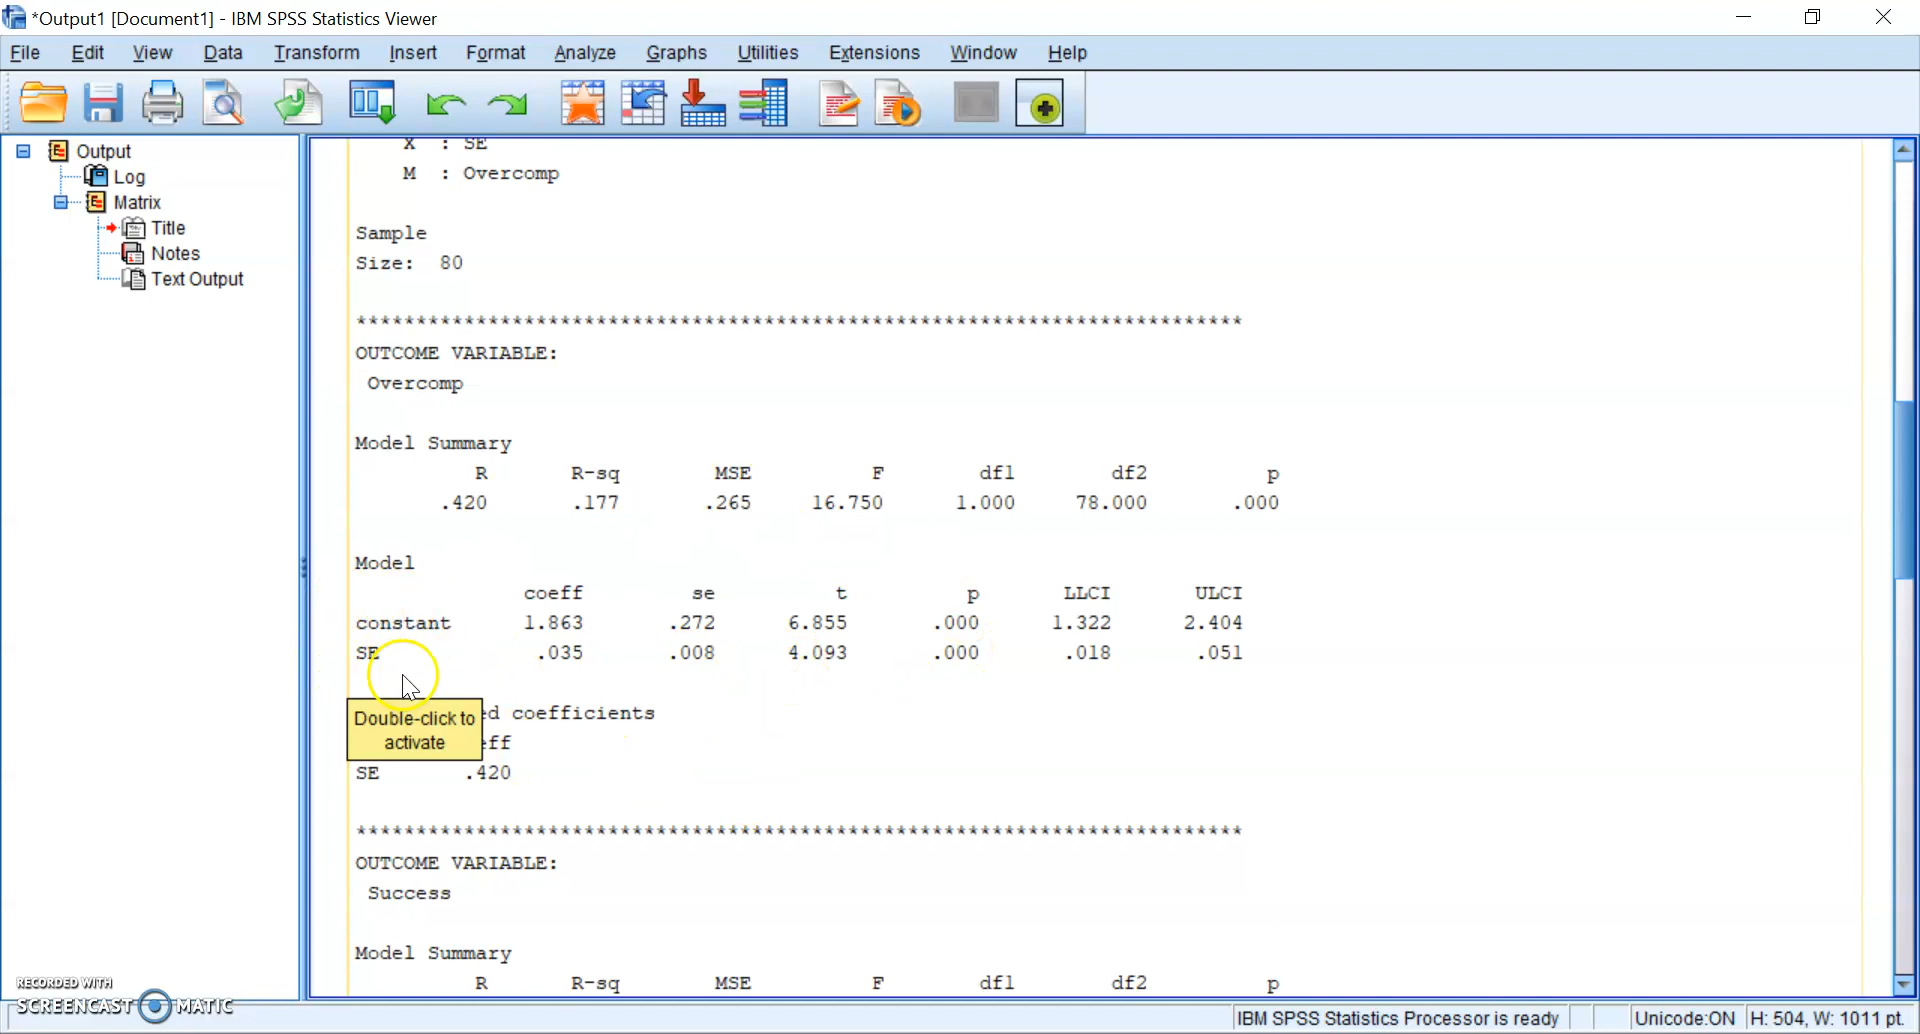 *Output1 [Document1] - IBM SPSS Statistics Viewer
File Edit View Data Transform Insert Format Analyze Graphs Utilities Extensions Window Help
Output
Log
Matrix
Title
Notes
Text Output
X : SE
M : Overcomp
Sample
Size: 80
**************************************************************************
OUTCOME VARIABLE:
Overcomp
Model Summary
R R-sq MSE F df1 df2 p
.420 .177 .265 16.750 1.000 78.000 .000
Model
coeff se t p LLCI ULCI
constant 1.863 .272 6.855 .000 1.322 2.404
SE .035 .008 4.093 .000 .018 .051
Double-click to
activate
ed coefficients
eff
SE .420
**************************************************************************
OUTCOME VARIABLE:
Success
Model Summary
R R-sq MSE F df1 df2 p
RECORDED WITH
SCREENCAST MATIC
IBM SPSS Statistics Processor is ready Unicode:ON H: 504, W: 1011 pt.